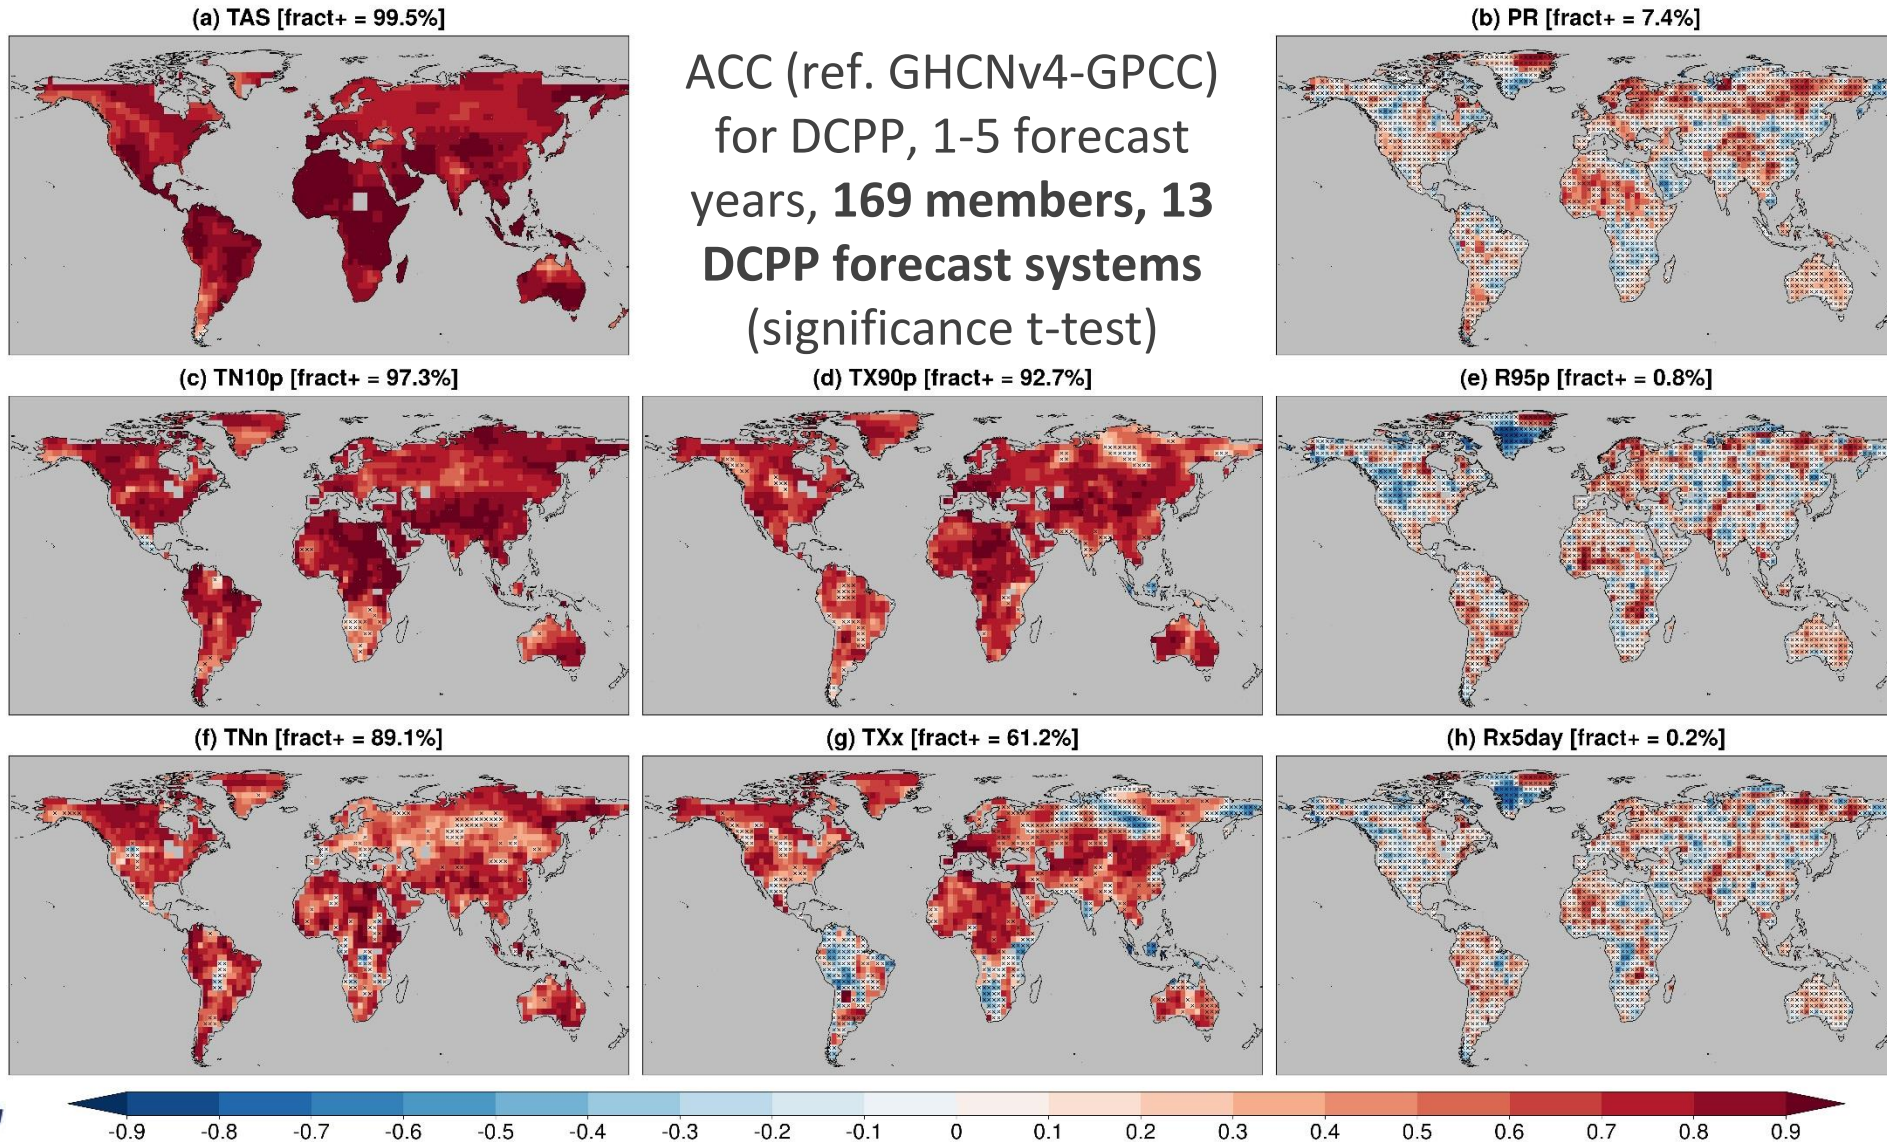 (a) TAS [fract+ = 99.5%]
ACC (ref. GHCNv4-GPCC)
for DCPP, 1-5 forecast
years, 169 members, 13
DCPP forecast systems
(significance t-test)
(b) PR [fract+ = 7.4%]
(c) TN10p [fract+ = 97.3%]
(d) TX90p [fract+ = 92.7%]
(e) R95p [fract+ = 0.8%]
(f) TNn [fract+ = 89.1%]
(g) TXx [fract+ = 61.2%]
(h) Rx5day [fract+ = 0.2%]
-0.9 -0.8 -0.7 -0.6 -0.5 -0.4 -0.3 -0.2 -0.1 0 0.1 0.2 0.3 0.4 0.5 0.6 0.7 0.8 0.9